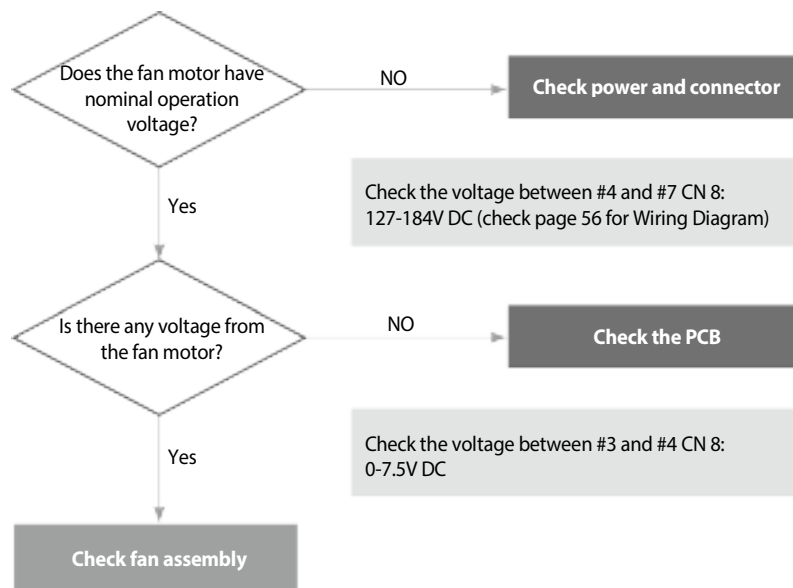 Does the fan motor have
nominal operation
voltage?
NO
Check power and connector
Check the voltage between #4 and #7 CN 8:
127-184V DC (check page 56 for Wiring Diagram)
Yes
Is there any voltage from
the fan motor?
NO
Check the PCB
Check the voltage between #3 and #4 CN 8:
0-7.5V DC
Yes
Check fan assembly